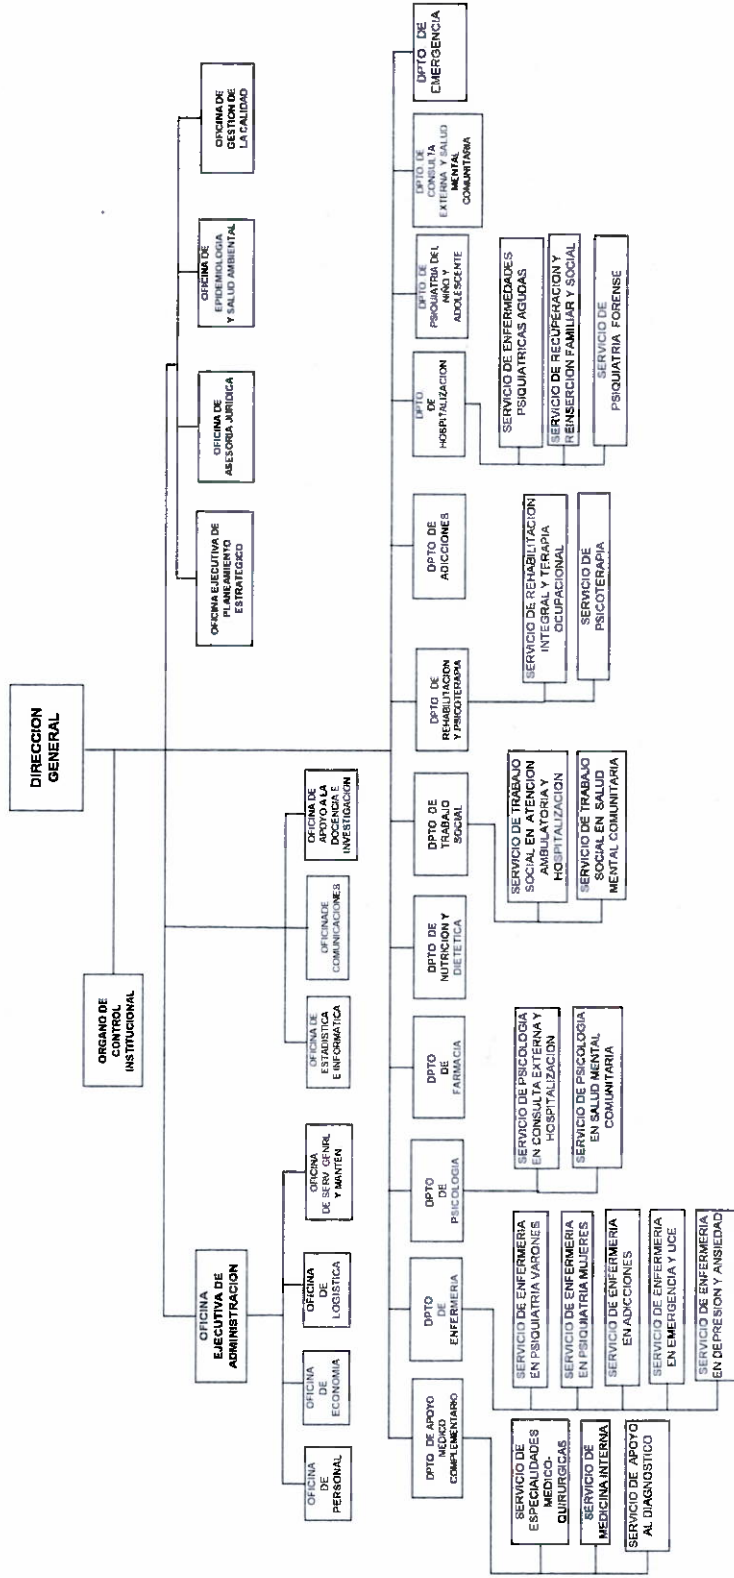 DIRECCION
GENERAL
ORGANO DE
CONTROL
INSTITUCIONAL
OFICINA
EJECUTIVA DE
ADMINISTRACION
OFICINA EJECUTIVA DE
PLANEAMIENTO
ESTRATEGICO
OFICINA DE
ASESORIA JURIDICA
OFICINA DE
EPIDEMIOLOGIA
Y SALUD AMBIENTAL
OFICINA DE
GESTION DE
LA CALIDAD
OFICINA
DE
PERSONAL
OFICINA
DE
ECONOMIA
OFICINA
DE
LOGISTICA
OFICINA
DE SERV. GENRL
Y MANTEN
OFICINA DE
ESTADISTICA
E INFORMATICA
OFICINADE
COMUNICACIONES
OFICINA DE
APOYO A LA
DOCENCIA E
INVESTIGACION
DPTO DE APOYO
MEDICO
COMPLEMENTARIO
DPTO
DE
ENFERMERIA
DPTO
DE
PSICOLOGIA
DPTO
DE
FARMACIA
DPTO DE
NUTRICION Y
DIETETICA
DPTO DE
TRABAJO
SOCIAL
DPTO DE
REHABILITACION
Y PSICOTERAPIA
DPTO DE
ADICCIONES
DPTO
DE
HOSPITALIZACION
DPTO DE
PSIQUIATRIA DEL
NIÑO Y
ADOLESCENTE
DPTO DE
CONSULTA
EXTERNA Y SALUD
MENTAL
COMUNITARIA
DPTO DE
EMERGENCIA
SERVICIO DE
ESPECIALIDADES
MEDICO-
QUIRURGICAS
SERVICIO DE
MEDICINA INTERNA
SERVICIO DE APOYO
AL DIAGNOSTICO
SERVICIO DE ENFERMERIA
EN PSIQUIATRIA VARONES
SERVICIO DE ENFERMERIA
EN PSIQUIATRIA MUJERES
SERVICIO DE ENFERMERIA
EN ADICCIONES
SERVICIO DE ENFERMERIA
EN EMERGENCIA Y UCE
SERVICIO DE ENFERMERIA
EN DEPRESION Y ANSIEDAD
SERVICIO DE PSICOLOGIA
EN CONSULTA EXTERNA Y
HOSPITALIZACION
SERVICIO DE PSICOLOGIA
EN SALUD MENTAL
COMUNITARIA
SERVICIO DE TRABAJO
SOCIAL EN ATENCION
AMBULATORIA Y
HOSPITALIZACION
SERVICIO DE TRABAJO
SOCIAL EN SALUD
MENTAL COMUNITARIA
SERVICIO DE REHABILITACION
INTEGRAL Y TERAPIA
OCUPACIONAL
SERVICIO DE
PSICOTERAPIA
SERVICIO DE ENFERMEDADES
PSIQUIATRICAS AGUDAS
SERVICIO DE RECUPERACION Y
REINSERCION FAMILIAR Y SOCIAL
SERVICIO DE
PSIQUIATRIA FORENSE